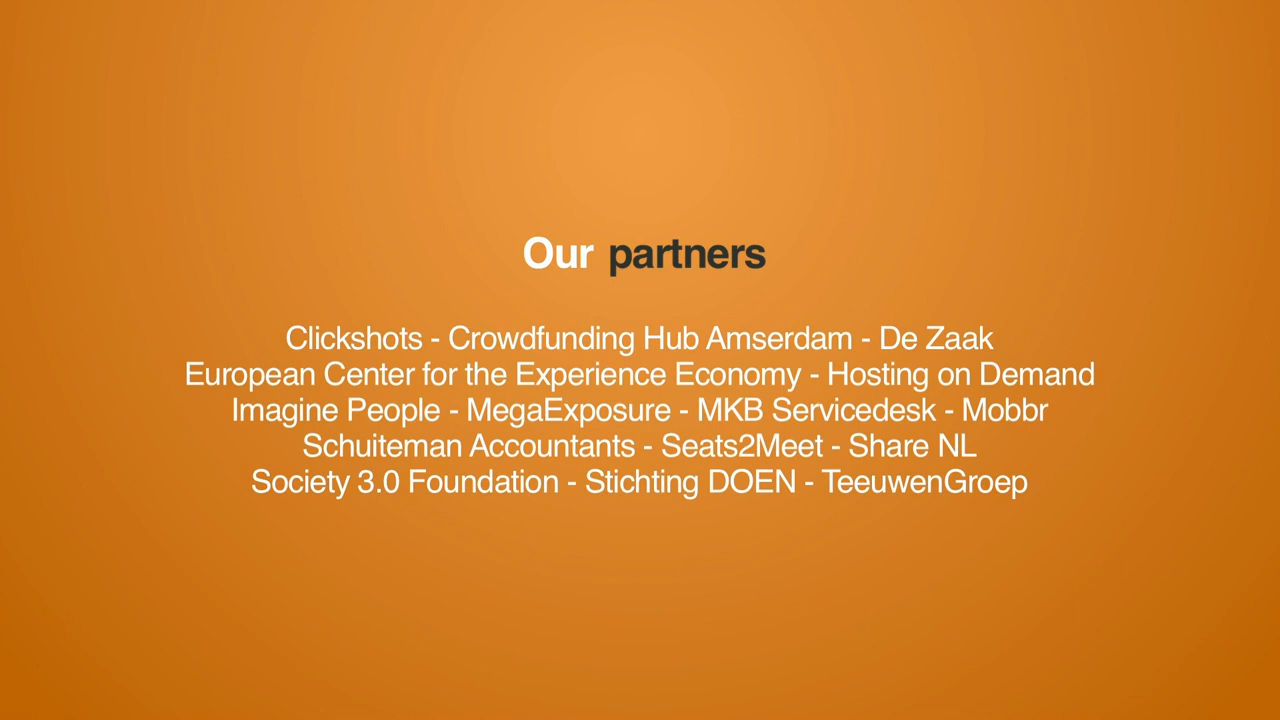 Our partners
Clickshots - Crowdfunding Hub Amserdam - De Zaak
European Center for the Experience Economy - Hosting on Demand
Imagine People - MegaExposure - MKB Servicedesk - Mobbr
Schuiteman Accountants - Seats2Meet - Share NL
Society 3.0 Foundation - Stichting DOEN - TeeuwenGroep